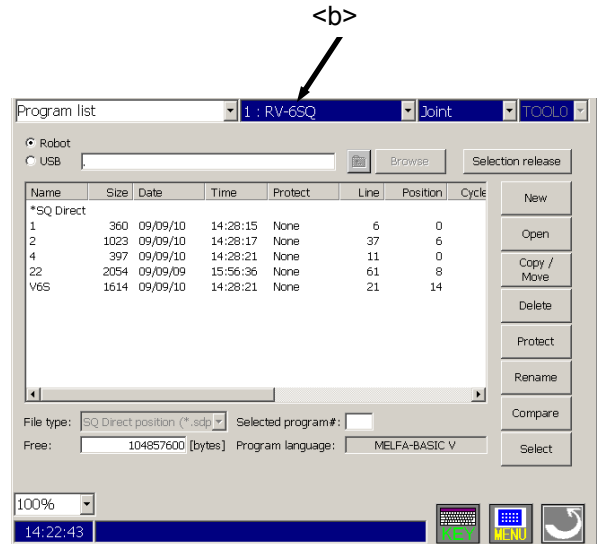 <b>
Program list 1 : RV-6SQ Joint TOOL0
Robot
USB . Browse Selection release
Name Size Date Time Protect Line Position Cycle
*SQ Direct
1 360 09/09/10 14:28:15 None 6 0
2 1023 09/09/10 14:28:17 None 37 6
4 397 09/09/10 14:28:21 None 11 0
22 2054 09/09/09 15:56:36 None 61 8
V6S 1614 09/09/10 14:28:21 None 21 14
New
Open
Copy /
Move
Delete
Protect
Rename
Compare
Select
File type: SQ Direct position (*.sdp Selected program#:
Free: 104857600 [bytes] Program language: MELFA-BASIC V
100%
14:22:43
KEY MENU